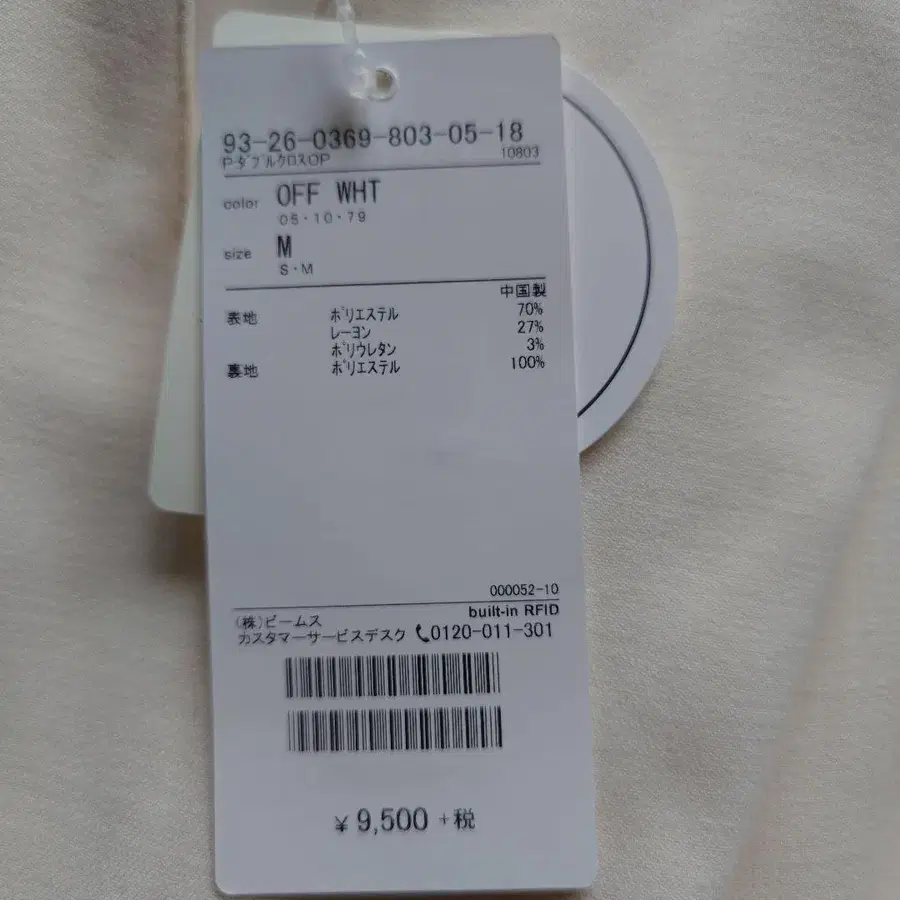 93-26-0369-803-05-18
P-ダブルクロスOP 10803
color OFF WHT
05・10・79
size M
S・M
中国製
表地 ポリエステル 70%
レーヨン 27%
ポリウレタン 3%
裏地 ポリエステル 100%
000052-10
built-in RFID
(株)ビームス
カスタマーサービスデスク 0120-011-301
¥9,500 +税